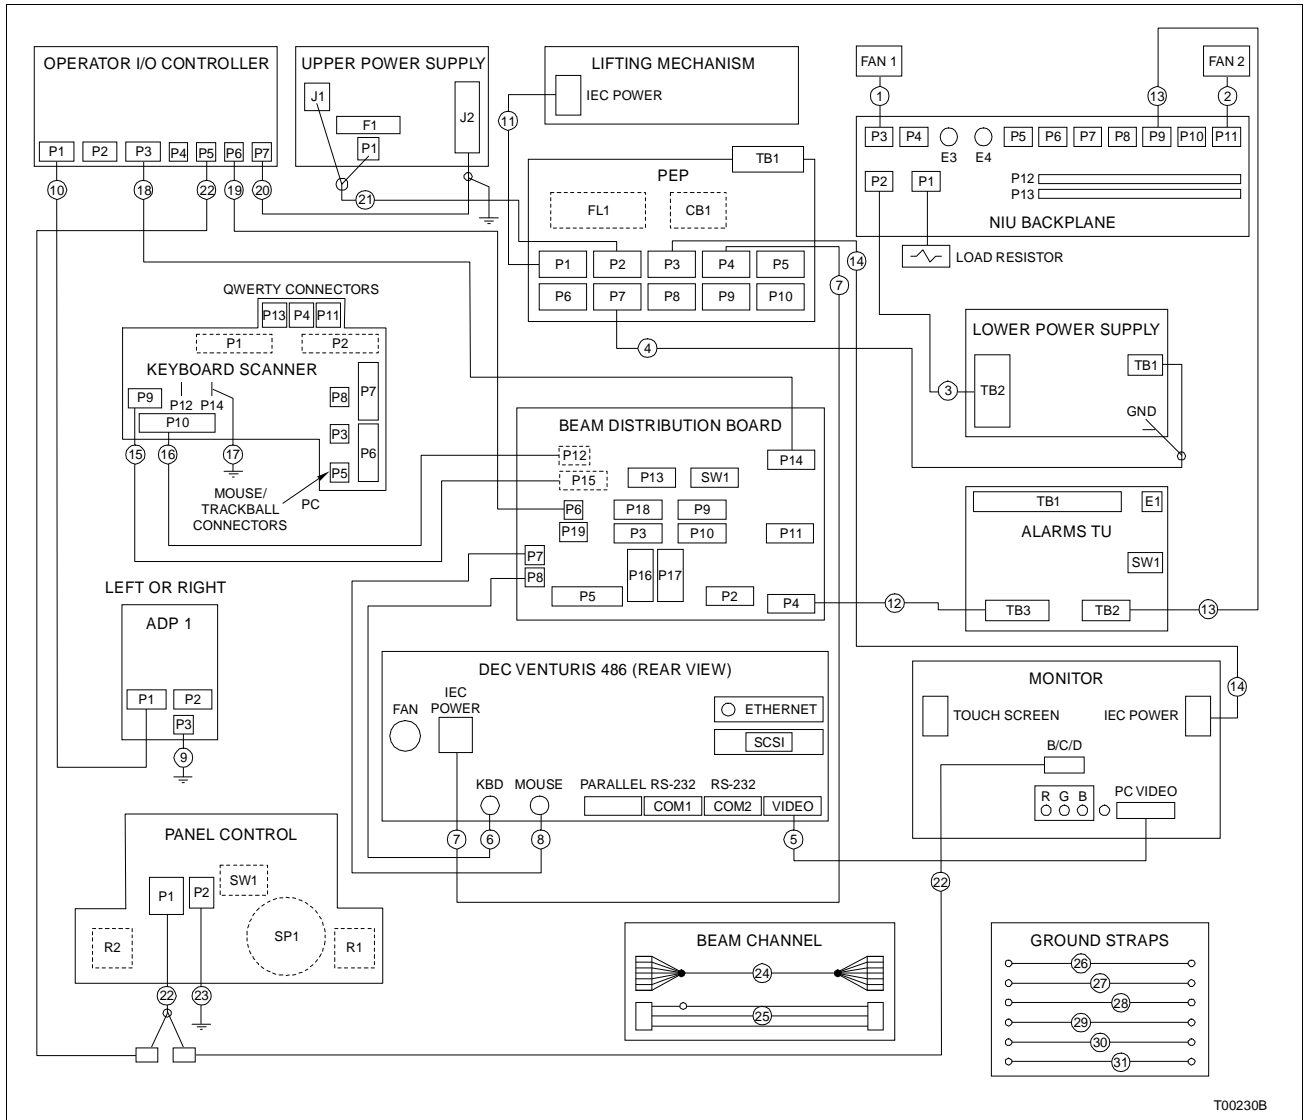 OPERATOR I/O CONTROLLER
P1 P2 P3 P4 P5 P6 P7
10 18 22 19 20
UPPER POWER SUPPLY
J1
F1
P1
J2
21
LIFTING MECHANISM
IEC POWER
11
TB1
PEP
FL1 CB1
P1 P2 P3 P4 P5
P6 P7 P8 P9 P10
14
7
4
FAN 1
1
13
FAN 2
2
P3 P4 E3 E4 P5 P6 P7 P8 P9 P10 P11
P2 P1
P12
P13
NIU BACKPLANE
LOAD RESISTOR
LOWER POWER SUPPLY
TB2
TB1
GND
3
QWERTY CONNECTORS
P13 P4 P11
P1 P2
KEYBOARD SCANNER
P9
P12 P14
P10
P8
P7
P3
P6
P5
15 16 17
MOUSE/
TRACKBALL
CONNECTORS
PC
BEAM DISTRIBUTION BOARD
P12
P15
P13 SW1
P14
P6
P19
P18 P9
P3 P10
P11
P7
P8
P16 P17
P5
P2
P4
12
TB1
E1
ALARMS TU
SW1
TB3 TB2
13
LEFT OR RIGHT
ADP 1
P1 P2
P3
9
DEC VENTURIS 486 (REAR VIEW)
FAN
IEC
POWER
ETHERNET
SCSI
KBD MOUSE
PARALLEL RS-232 RS-232
COM1 COM2 VIDEO
7 6 8 5
MONITOR
14
TOUCH SCREEN
IEC POWER
B/C/D
R G B
PC VIDEO
22
PANEL CONTROL
P1 P2
SW1
R2
SP1
R1
22 23
BEAM CHANNEL
24
25
GROUND STRAPS
26
27
28
29
30
31
T00230B